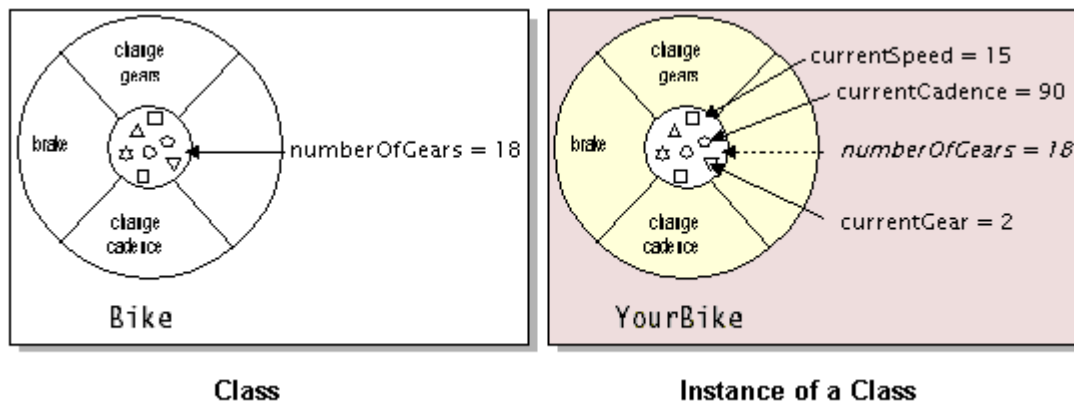 change
gears
brake
numberOfGears = 18
change
cadence
Bike
Class
change
gears
currentSpeed = 15
currentCadence = 90
brake
numberOfGears = 18
currentGear = 2
change
cadence
YourBike
Instance of a Class